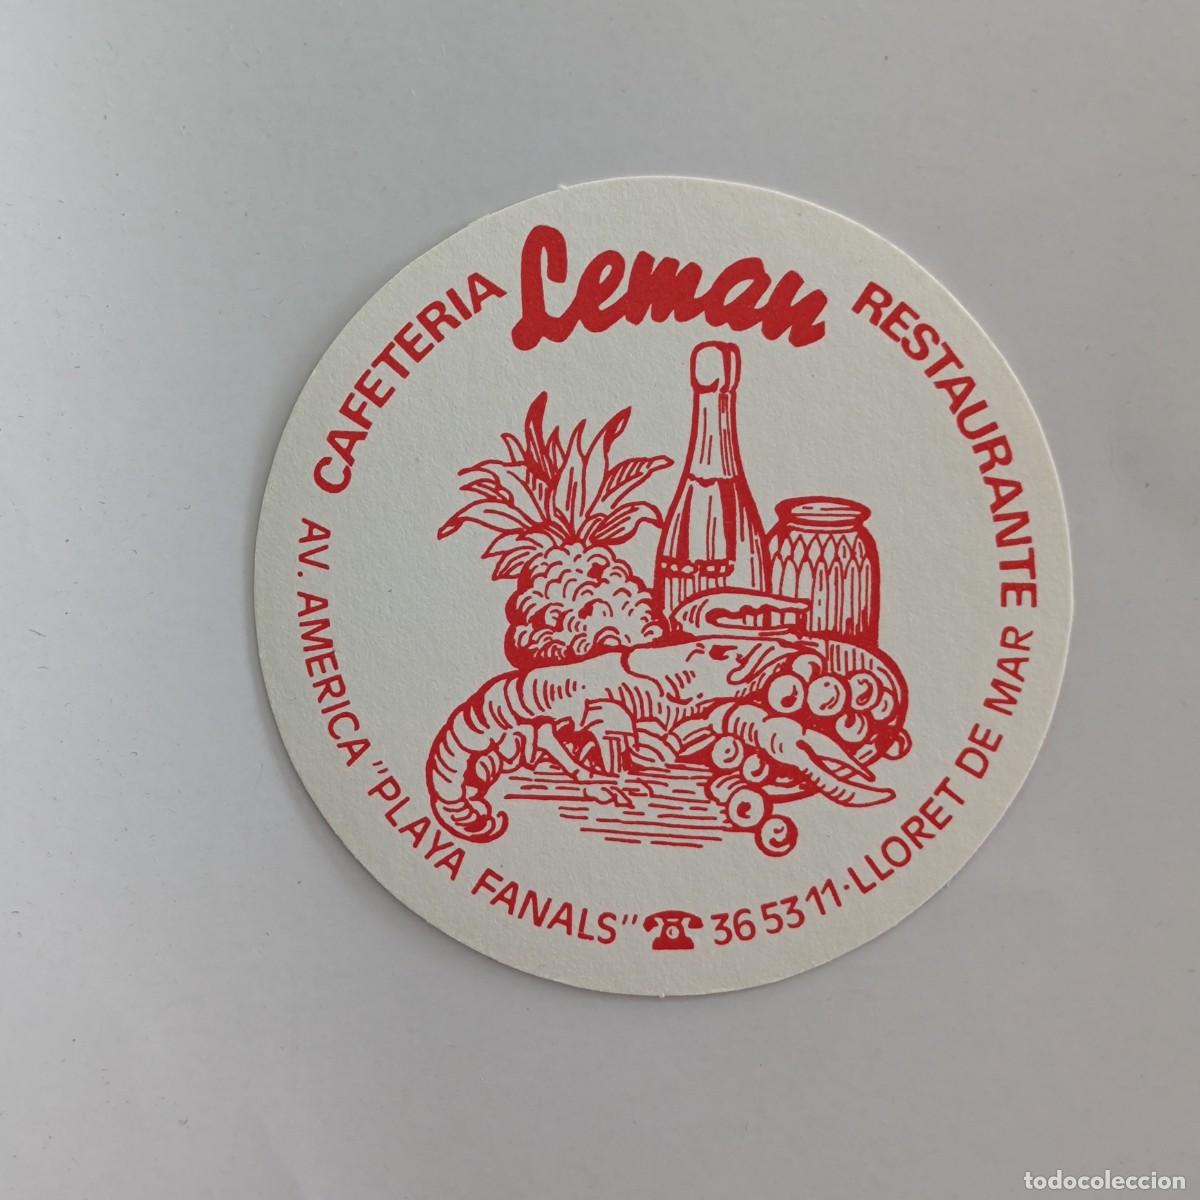 CAFETERIA Leman RESTAURANTE
AV. AMERICA "PLAYA FANALS" ☎ 36 53 11 · LLORET DE MAR
todocoleccion